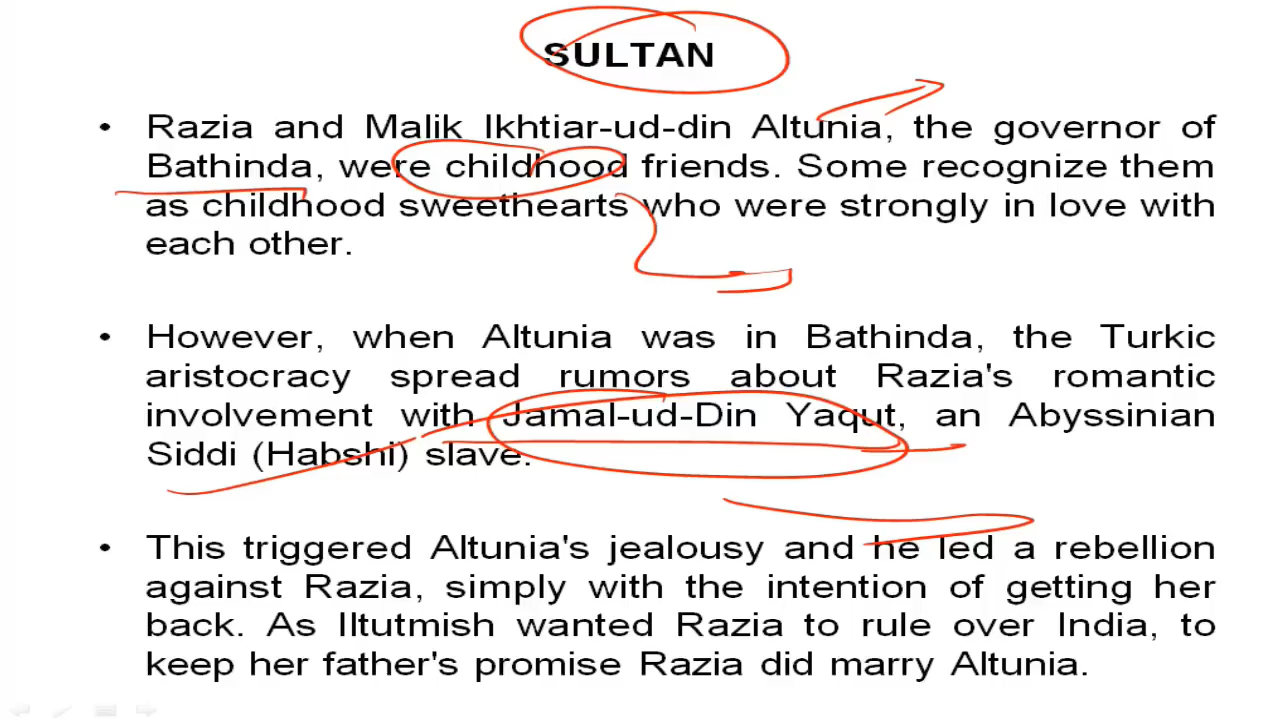 SULTAN
• Razia and Malik Ikhtiar-ud-din Altunia, the governor of
Bathinda, were childhood friends. Some recognize them
as childhood sweethearts who were strongly in love with
each other.
• However, when Altunia was in Bathinda, the Turkic
aristocracy spread rumors about Razia's romantic
involvement with Jamal-ud-Din Yaqut, an Abyssinian
Siddi (Habshi) slave.
• This triggered Altunia's jealousy and he led a rebellion
against Razia, simply with the intention of getting her
back. As Iltutmish wanted Razia to rule over India, to
keep her father's promise Razia did marry Altunia.